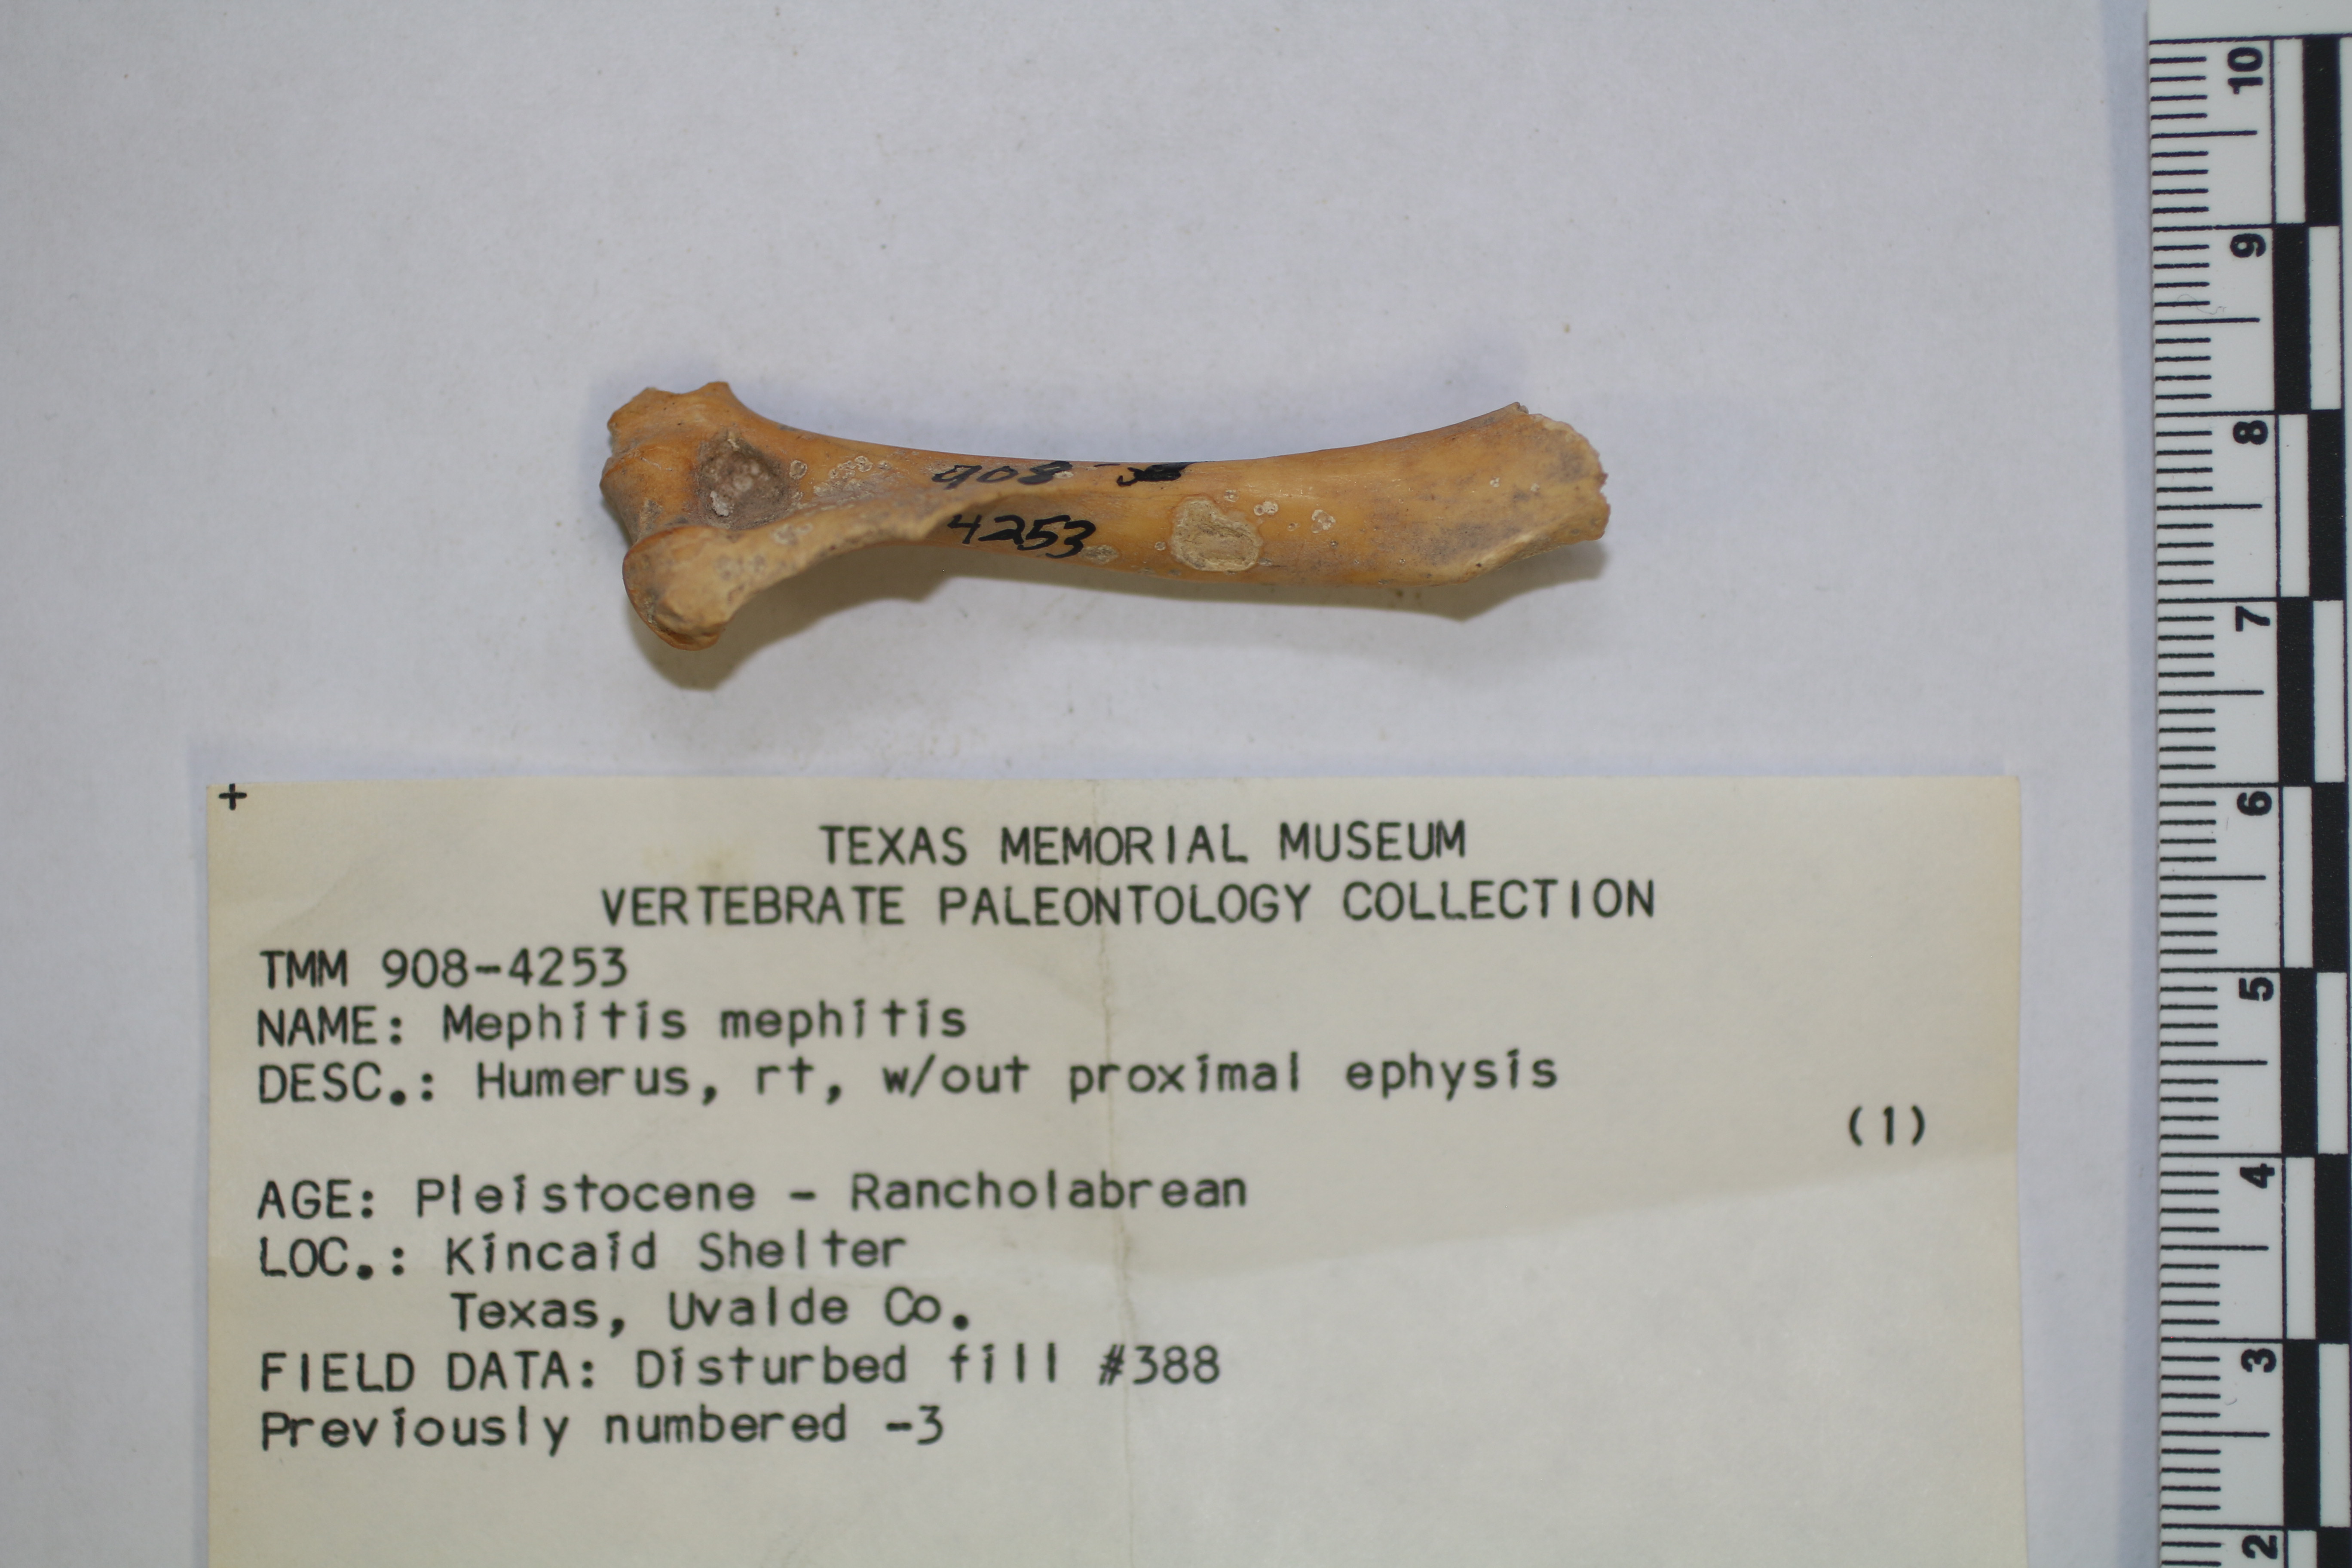 908-
4253
+
TEXAS MEMORIAL MUSEUM
VERTEBRATE PALEONTOLOGY COLLECTION
TMM 908-4253
NAME: Mephitis mephitis
DESC.: Humerus, rt, w/out proximal ephysis
(1)
AGE: Pleistocene - Rancholabrean
LOC.: Kincaid Shelter
Texas, Uvalde Co.
FIELD DATA: Disturbed fill #388
Previously numbered -3
10
9
8
7
6
5
4
3
2